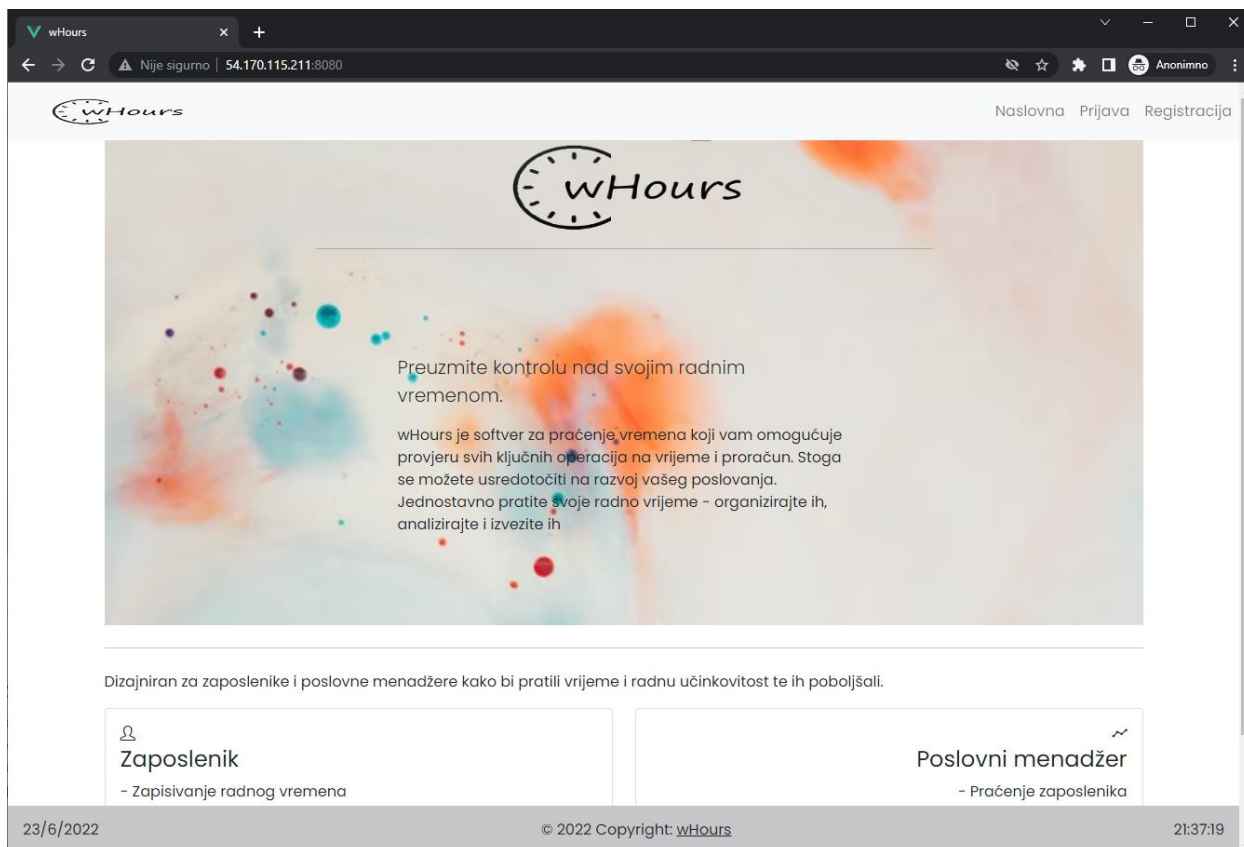 wHours
Nije sigurno | 54.170.115.211:8080
Anonimno
wHours
Naslovna Prijava Registracija
wHours
Preuzmite kontrolu nad svojim radnim
vremenom.
wHours je softver za praćenje vremena koji vam omogućuje
provjeru svih ključnih operacija na vrijeme i proračun. Stoga
se možete usredotočiti na razvoj vašeg poslovanja.
Jednostavno pratite svoje radno vrijeme - organizirajte ih,
analizirajte i izvezite ih
Dizajniran za zaposlenike i poslovne menadžere kako bi pratili vrijeme i radnu učinkovitost te ih poboljšali.
Zaposlenik
- Zapisivanje radnog vremena
Poslovni menadžer
- Praćenje zaposlenika
23/6/2022
© 2022 Copyright: wHours
21:37:19